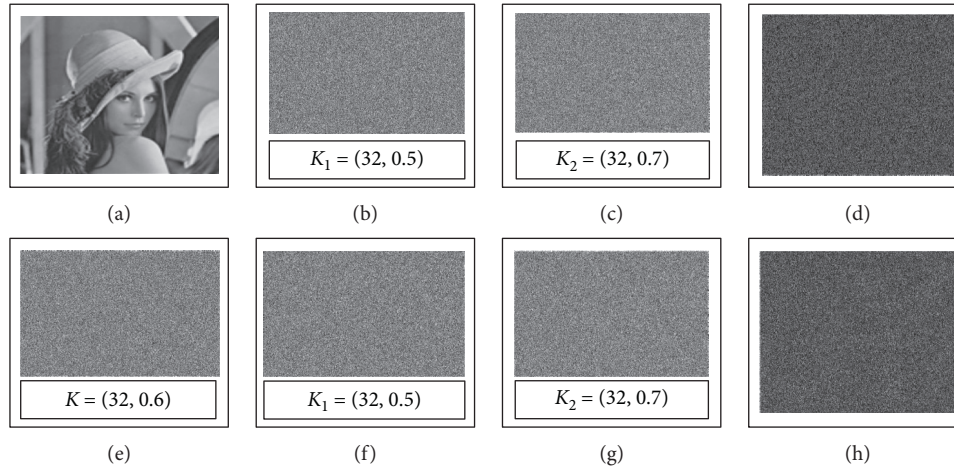 K₁ = (32, 0.5)
K₂ = (32, 0.7)
(a)
(b)
(c)
(d)
K = (32, 0.6)
K₁ = (32, 0.5)
K₂ = (32, 0.7)
(e)
(f)
(g)
(h)